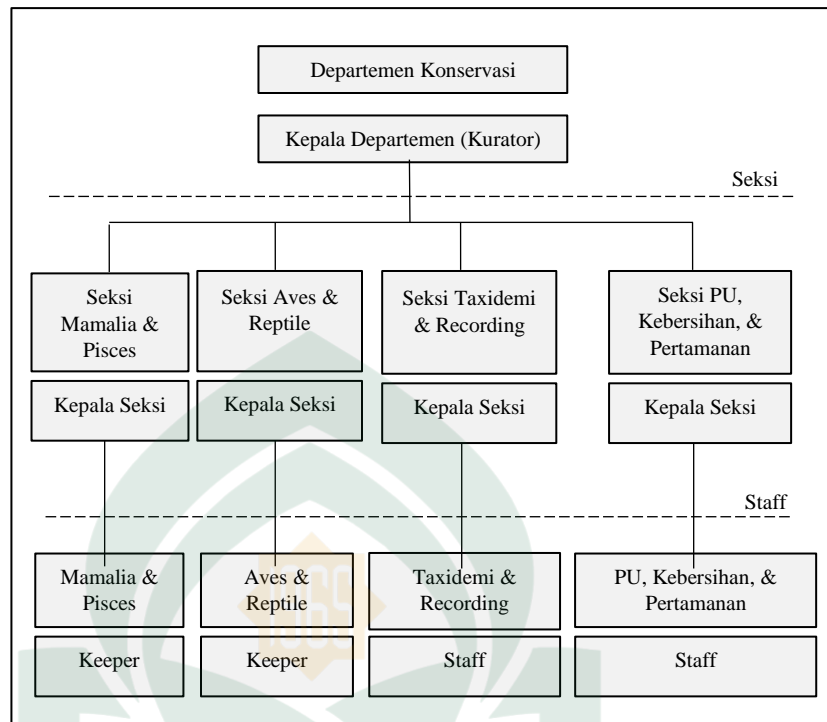 Departemen Konservasi
Kepala Departemen (Kurator)
Seksi
Seksi
Mamalia &
Pisces
Seksi Aves &
Reptile
Seksi Taxidemi
& Recording
Seksi PU,
Kebersihan, &
Pertamanan
Kepala Seksi
Kepala Seksi
Kepala Seksi
Kepala Seksi
Staff
Mamalia &
Pisces
Aves &
Reptile
Taxidemi &
Recording
PU, Kebersihan, &
Pertamanan
Keeper
Keeper
Staff
Staff